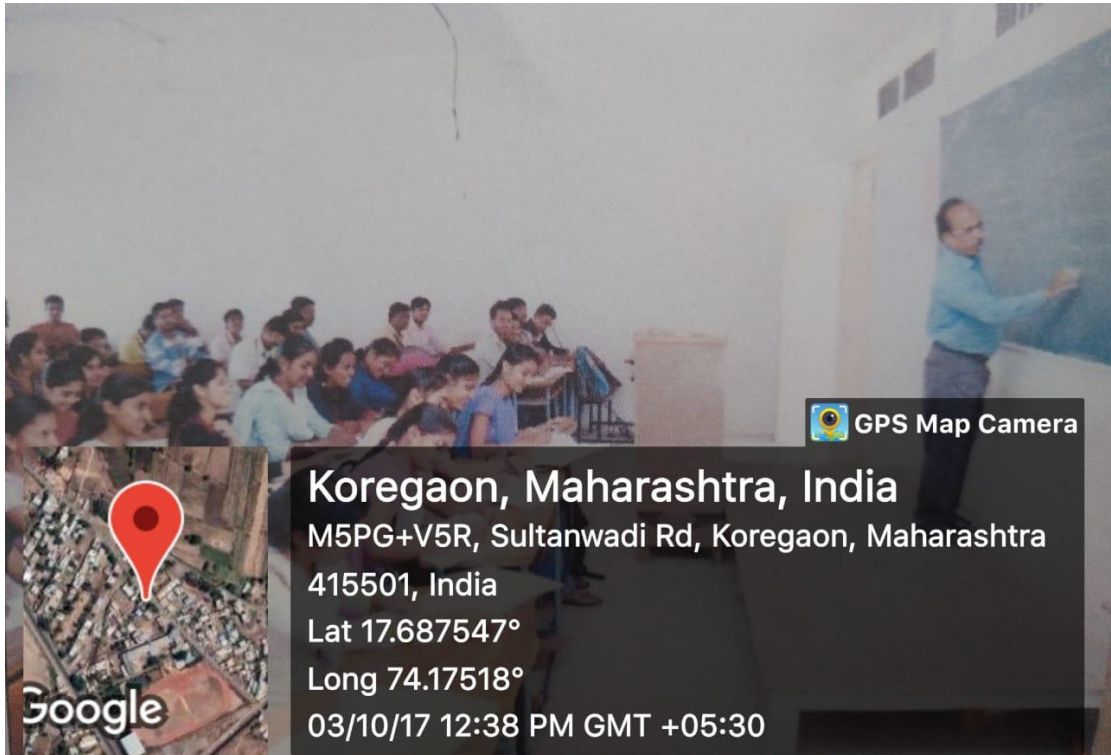 GPS Map Camera
Koregaon, Maharashtra, India
M5PG+V5R, Sultanwadi Rd, Koregaon, Maharashtra
415501, India
Lat 17.687547°
Long 74.17518°
03/10/17 12:38 PM GMT +05:30
Google